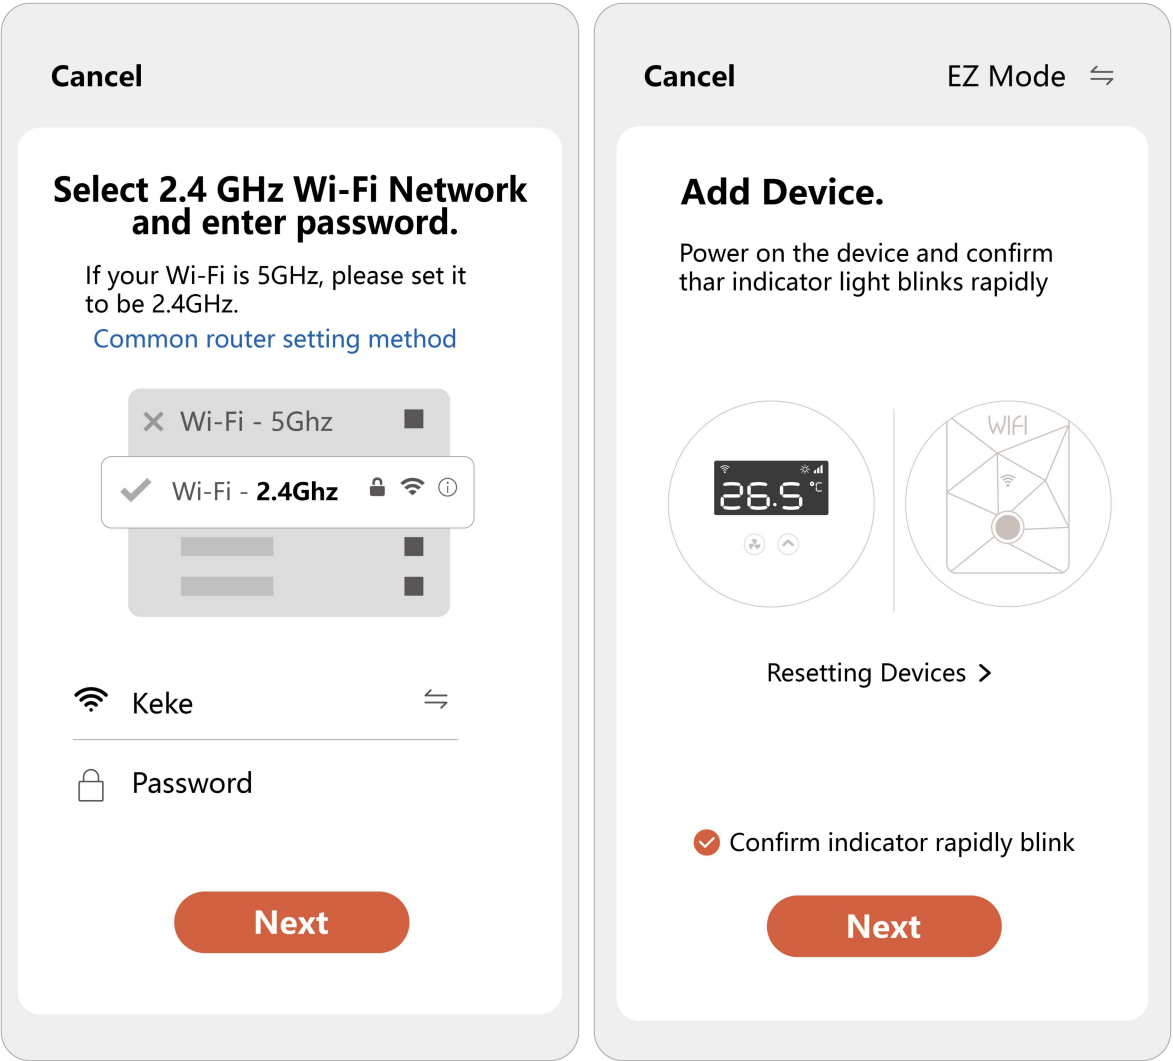 Cancel
Select 2.4 GHz Wi-Fi Network
and enter password.
If your Wi-Fi is 5GHz, please set it
to be 2.4GHz.
Common router setting method
Wi-Fi - 5Ghz
Wi-Fi - 2.4Ghz
Keke
Password
Next
Cancel
EZ Mode
Add Device.
Power on the device and confirm
thar indicator light blinks rapidly
26.5 °C
WIFI
Resetting Devices
Confirm indicator rapidly blink
Next